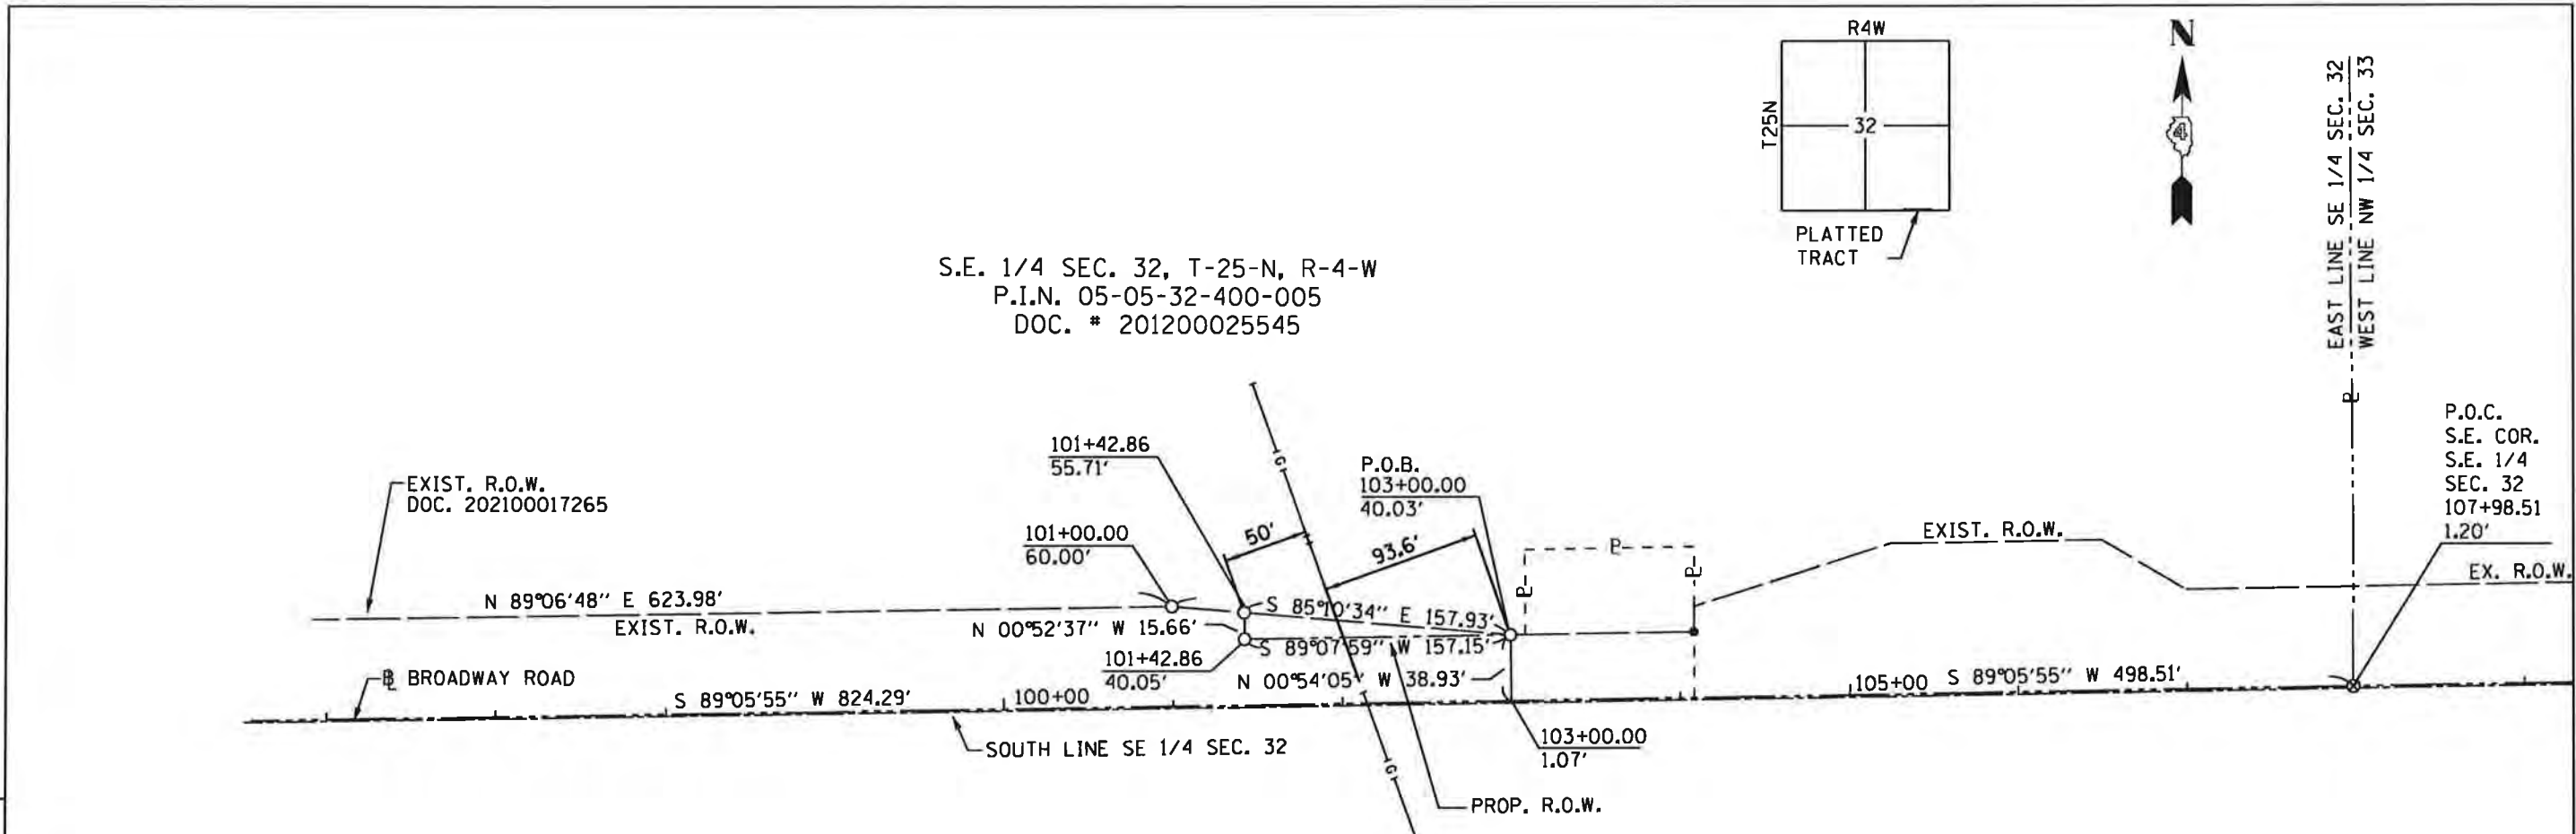 R4W
T25N
32
PLATTED
TRACT
N
4
EAST LINE SE 1/4 SEC. 32
WEST LINE NW 1/4 SEC. 33
S.E. 1/4 SEC. 32, T-25-N, R-4-W
P.I.N. 05-05-32-400-005
DOC. # 201200025545
P.O.C.
S.E. COR.
S.E. 1/4
SEC. 32
107+98.51
1.20'
EXIST. R.O.W.
DOC. 202100017265
101+42.86
55.71'
101+00.00
60.00'
P.O.B.
103+00.00
40.03'
50'
93.6'
G
EXIST. R.O.W.
EX. R.O.W.
PL
PL
PL
PL
N 89°06'48" E 623.98'
EXIST. R.O.W.
S 85°10'34" E 157.93'
N 00°52'37" W 15.66'
S 89°07'59" W 157.15'
101+42.86
40.05'
N 00°54'05" W 38.93'
BL BROADWAY ROAD
S 89°05'55" W 824.29'
100+00
105+00
S 89°05'55" W 498.51'
SOUTH LINE SE 1/4 SEC. 32
103+00.00
1.07'
G
PROP. R.O.W.